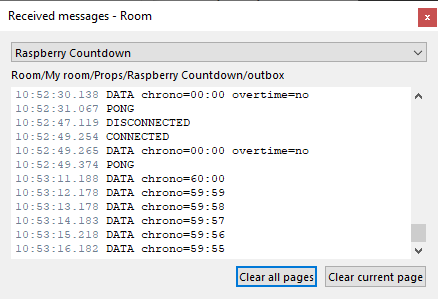 Received messages - Room
Raspberry Countdown
Room/My room/Props/Raspberry Countdown/outbox
10:52:30.138 DATA chrono=00:00 overtime=no
10:52:31.067 PONG
10:52:47.119 DISCONNECTED
10:52:49.254 CONNECTED
10:52:49.265 DATA chrono=00:00 overtime=no
10:52:49.374 PONG
10:53:11.188 DATA chrono=60:00
10:53:12.178 DATA chrono=59:59
10:53:13.178 DATA chrono=59:58
10:53:14.183 DATA chrono=59:57
10:53:15.218 DATA chrono=59:56
10:53:16.182 DATA chrono=59:55
Clear all pages Clear current page